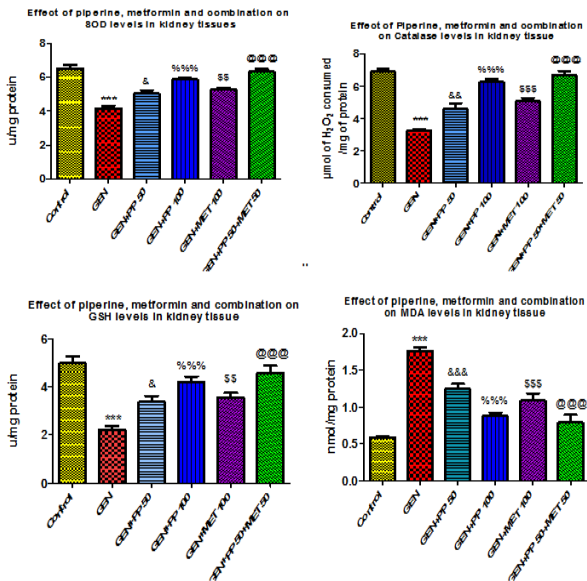 Effect of piperine, metformin and combination on
SOD levels in kidney tissues
u/mg protein
8
6
4
2
0
***
&
%%%
$$
@@@
Control
GEN
GEN+PP 50
GEN+PP 100
GEN+MET 100
GEN+PP 50+MET 50
Effect of Piperine, metformin and combination
on Catalase levels in kidney tissue
µmol of H₂O₂ consumed
/mg of protein
8
6
4
2
0
***
&&
%%%
$$$
@@@
Control
GEN
GEN+PP 50
GEN+PP 100
GEN+MET 100
GEN+PP 50+MET 50
Effect of piperine, metformin and combination on
GSH levels in kidney tissue
u/mg protein
6
4
2
0
***
&
%%%
$$
@@@
Control
GEN
GEN+PP 50
GEN+PP 100
GEN+MET 100
GEN+PP 50+MET 50
Effect of piperine, metformin and combination
on MDA levels in kidney tissue
nmol/mg protein
2.0
1.5
1.0
0.5
0.0
***
&&&
%%%
$$$
@@@
Control
GEN
GEN+PP 50
GEN+PP 100
GEN+MET 100
GEN+PP 50+MET 50